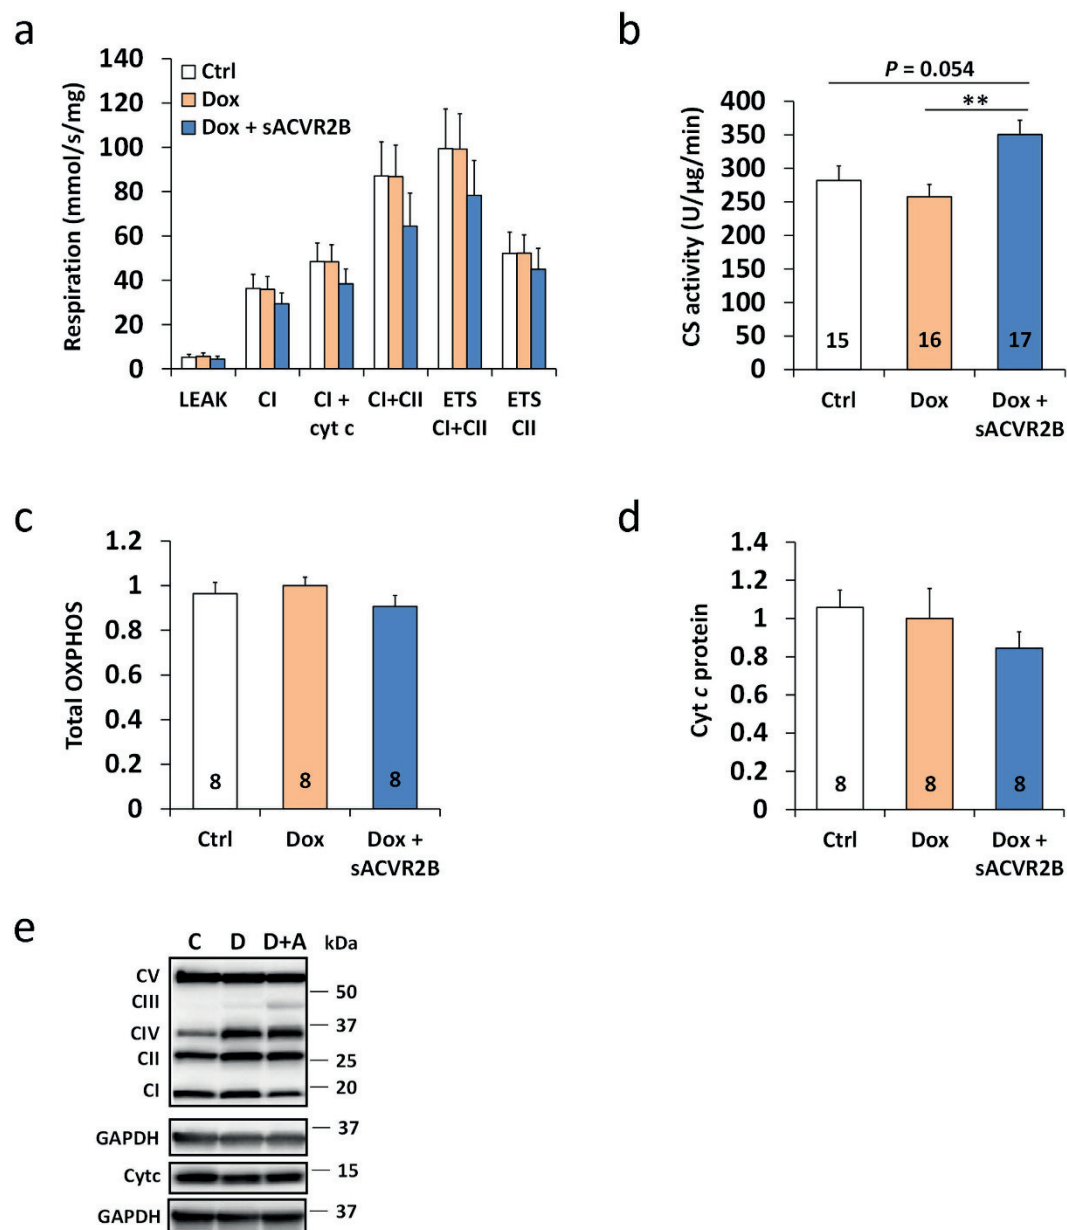 a
140
120
100
80
60
40
20
0
Respiration (mmol/s/mg)
Ctrl
Dox
Dox + sACVR2B
LEAK CI CI + CI+CII ETS ETS
cyt c CI+CII CII
b
P = 0.054
**
400
350
300
250
200
150
100
50
0
CS activity (U/μg/min)
15 16 17
Ctrl Dox Dox +
sACVR2B
c
1.2
1
0.8
0.6
0.4
0.2
0
Total OXPHOS
8 8 8
Ctrl Dox Dox +
sACVR2B
d
1.4
1.2
1
0.8
0.6
0.4
0.2
0
Cyt c protein
8 8 8
Ctrl Dox Dox +
sACVR2B
e
C D D+A kDa
CV
50
CIII
CIV 37
CII 25
CI 20
GAPDH 37
Cytc 15
GAPDH 37